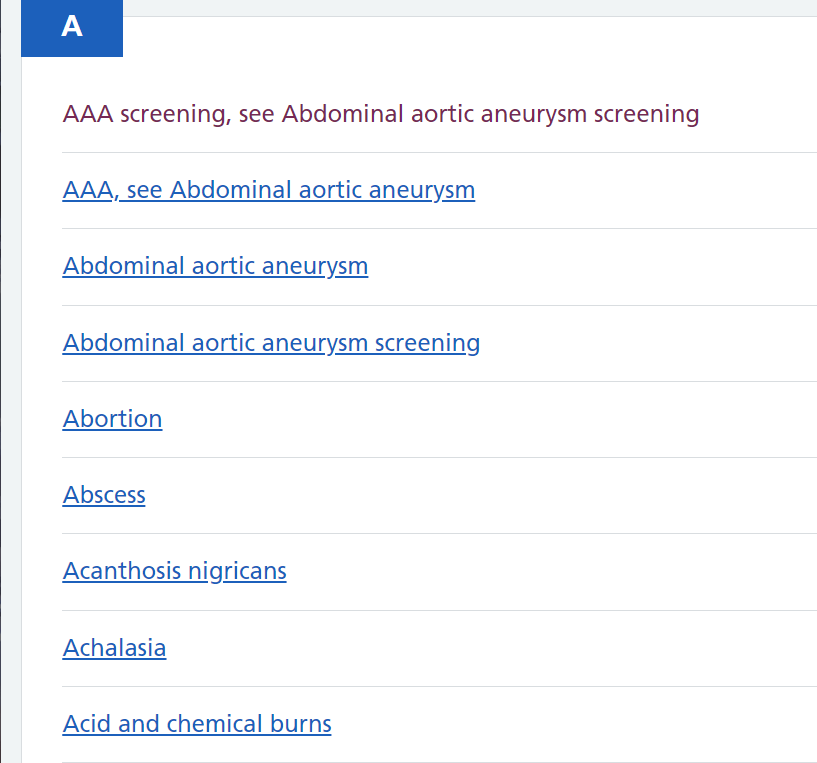 A
AAA screening, see Abdominal aortic aneurysm screening
AAA, see Abdominal aortic aneurysm
Abdominal aortic aneurysm
Abdominal aortic aneurysm screening
Abortion
Abscess
Acanthosis nigricans
Achalasia
Acid and chemical burns